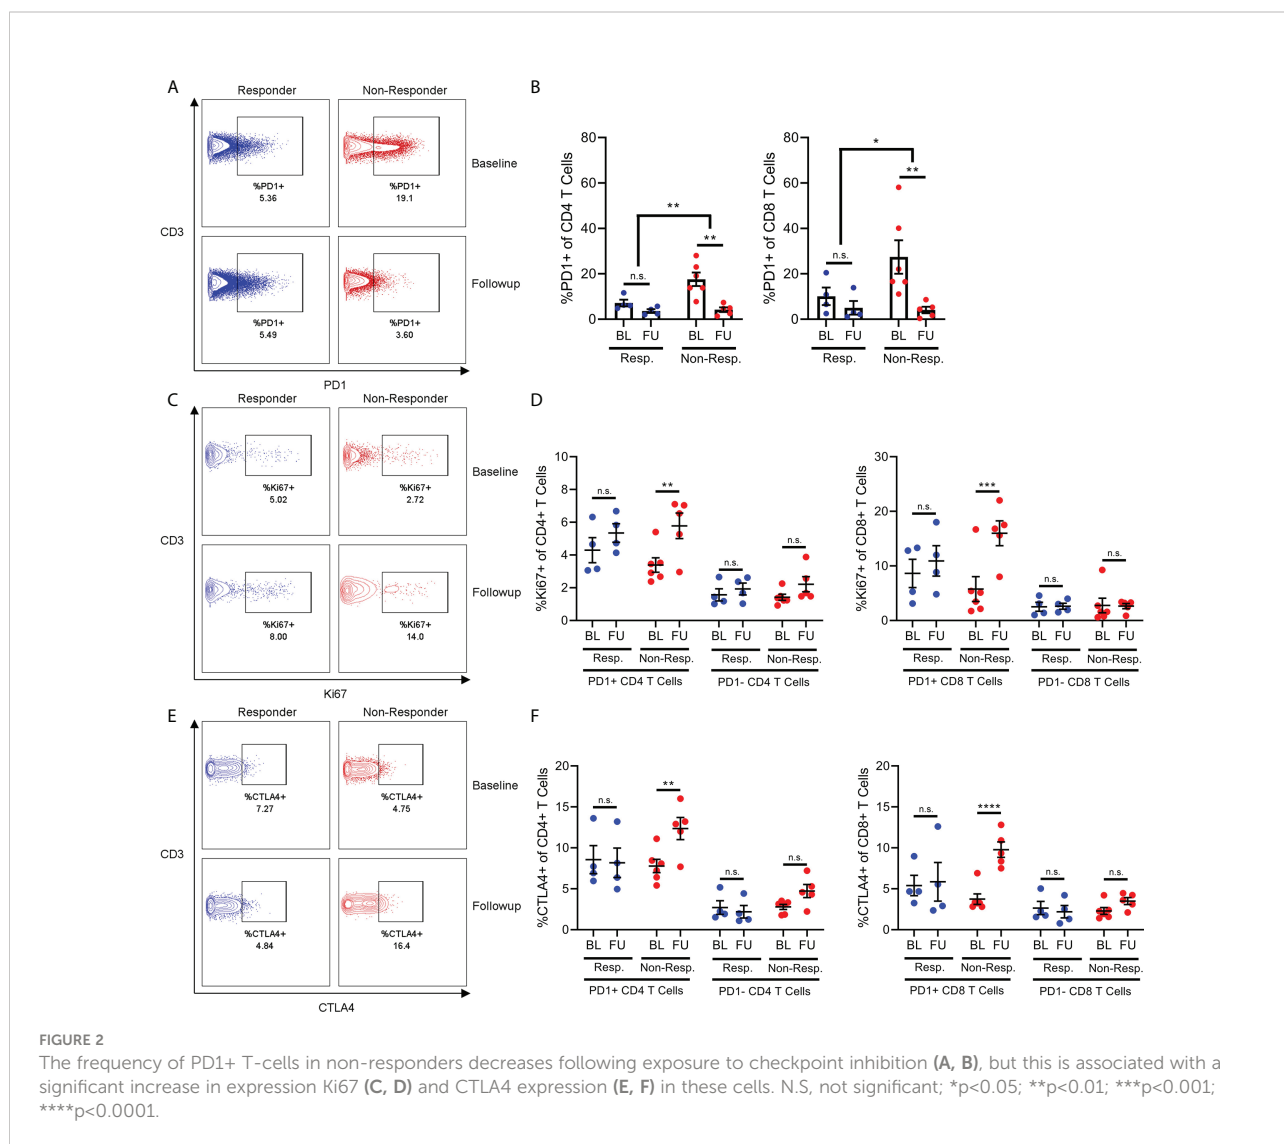 A
Responder
Non-Responder
%PD1+
5.36
%PD1+
19.1
Baseline
CD3
%PD1+
5.49
%PD1+
3.60
Followup
PD1
B
%PD1+ of CD4 T Cells
80
60
40
20
0
n.s.
**
**
BL FU BL FU
Resp. Non-Resp.
%PD1+ of CD8 T Cells
80
60
40
20
0
n.s.
*
**
BL FU BL FU
Resp. Non-Resp.
C
Responder
Non-Responder
%Ki67+
5.02
%Ki67+
2.72
Baseline
CD3
%Ki67+
8.00
%Ki67+
14.0
Followup
Ki67
D
%Ki67+ of CD4+ T Cells
10
8
6
4
2
0
n.s.
**
n.s.
n.s.
BL FU BL FU BL FU BL FU
Resp. Non-Resp. Resp. Non-Resp.
PD1+ CD4 T Cells PD1- CD4 T Cells
%Ki67+ of CD8+ T Cells
30
20
10
0
n.s.
***
n.s.
n.s.
BL FU BL FU BL FU BL FU
Resp. Non-Resp. Resp. Non-Resp.
PD1+ CD8 T Cells PD1- CD8 T Cells
E
Responder
Non-Responder
%CTLA4+
7.27
%CTLA4+
4.75
Baseline
CD3
%CTLA4+
4.84
%CTLA4+
16.4
Followup
CTLA4
F
%CTLA4+ of CD4+ T Cells
20
15
10
5
0
n.s.
**
n.s.
n.s.
BL FU BL FU BL FU BL FU
Resp. Non-Resp. Resp. Non-Resp.
PD1+ CD4 T Cells PD1- CD4 T Cells
%CTLA4+ of CD8+ T Cells
20
15
10
5
0
n.s.
****
n.s.
n.s.
BL FU BL FU BL FU BL FU
Resp. Non-Resp. Resp. Non-Resp.
PD1+ CD8 T Cells PD1- CD8 T Cells
FIGURE 2
The frequency of PD1+ T-cells in non-responders decreases following exposure to checkpoint inhibition (A, B), but this is associated with a
significant increase in expression Ki67 (C, D) and CTLA4 expression (E, F) in these cells. N.S, not significant; *p<0.05; **p<0.01; ***p<0.001;
****p<0.0001.